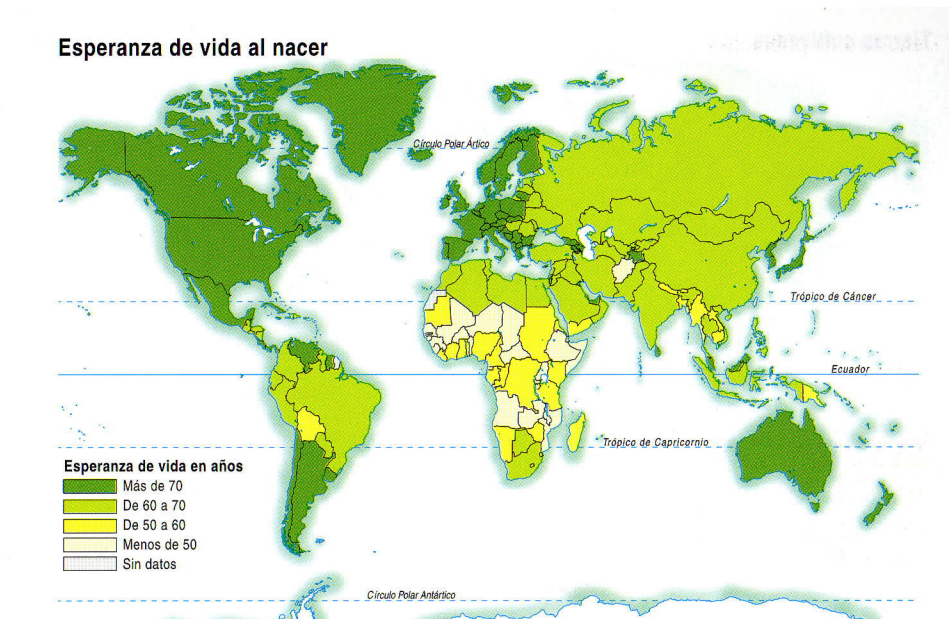 Esperanza de vida al nacer
Círculo Polar Ártico
Trópico de Cáncer
Ecuador
Trópico de Capricornio
Esperanza de vida en años
Más de 70
De 60 a 70
De 50 a 60
Menos de 50
Sin datos
Círculo Polar Antártico